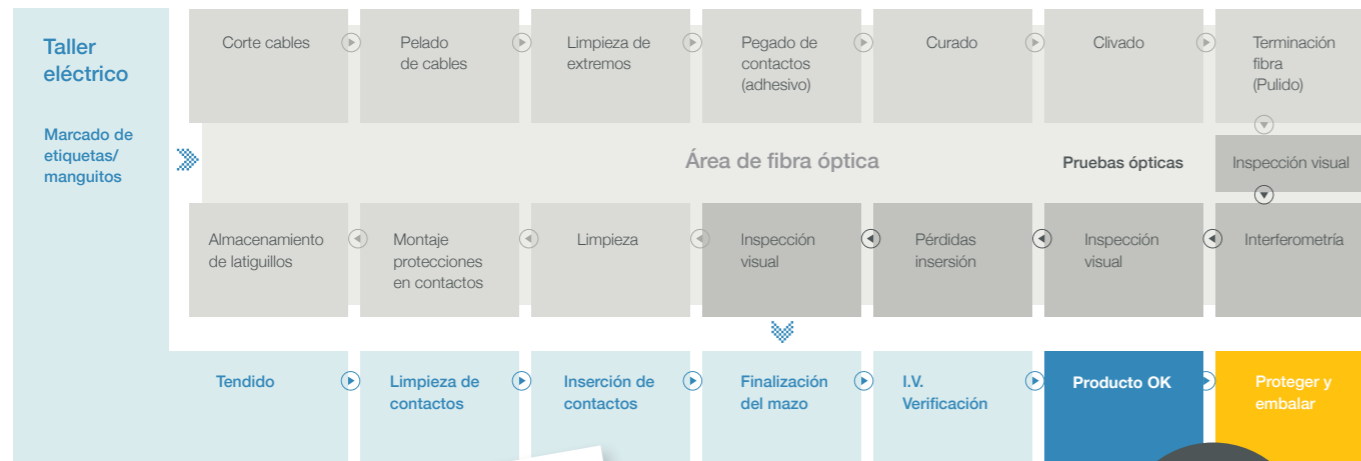 Taller
eléctrico
Marcado de
etiquetas/
manguitos
Corte cables
Pelado
de cables
Limpieza de
extremos
Pegado de
contactos
(adhesivo)
Curado
Clivado
Terminación
fibra
(Pulido)
Área de fibra óptica
Pruebas ópticas
Inspección visual
Almacenamiento
de latiguillos
Montaje
protecciones
en contactos
Limpieza
Inspección
visual
Pérdidas
inserción
Inspección
visual
Interferometría
Tendido
Limpieza de
contactos
Inserción de
contactos
Finalización
del mazo
I.V.
Verificación
Producto OK
Proteger y
embalar